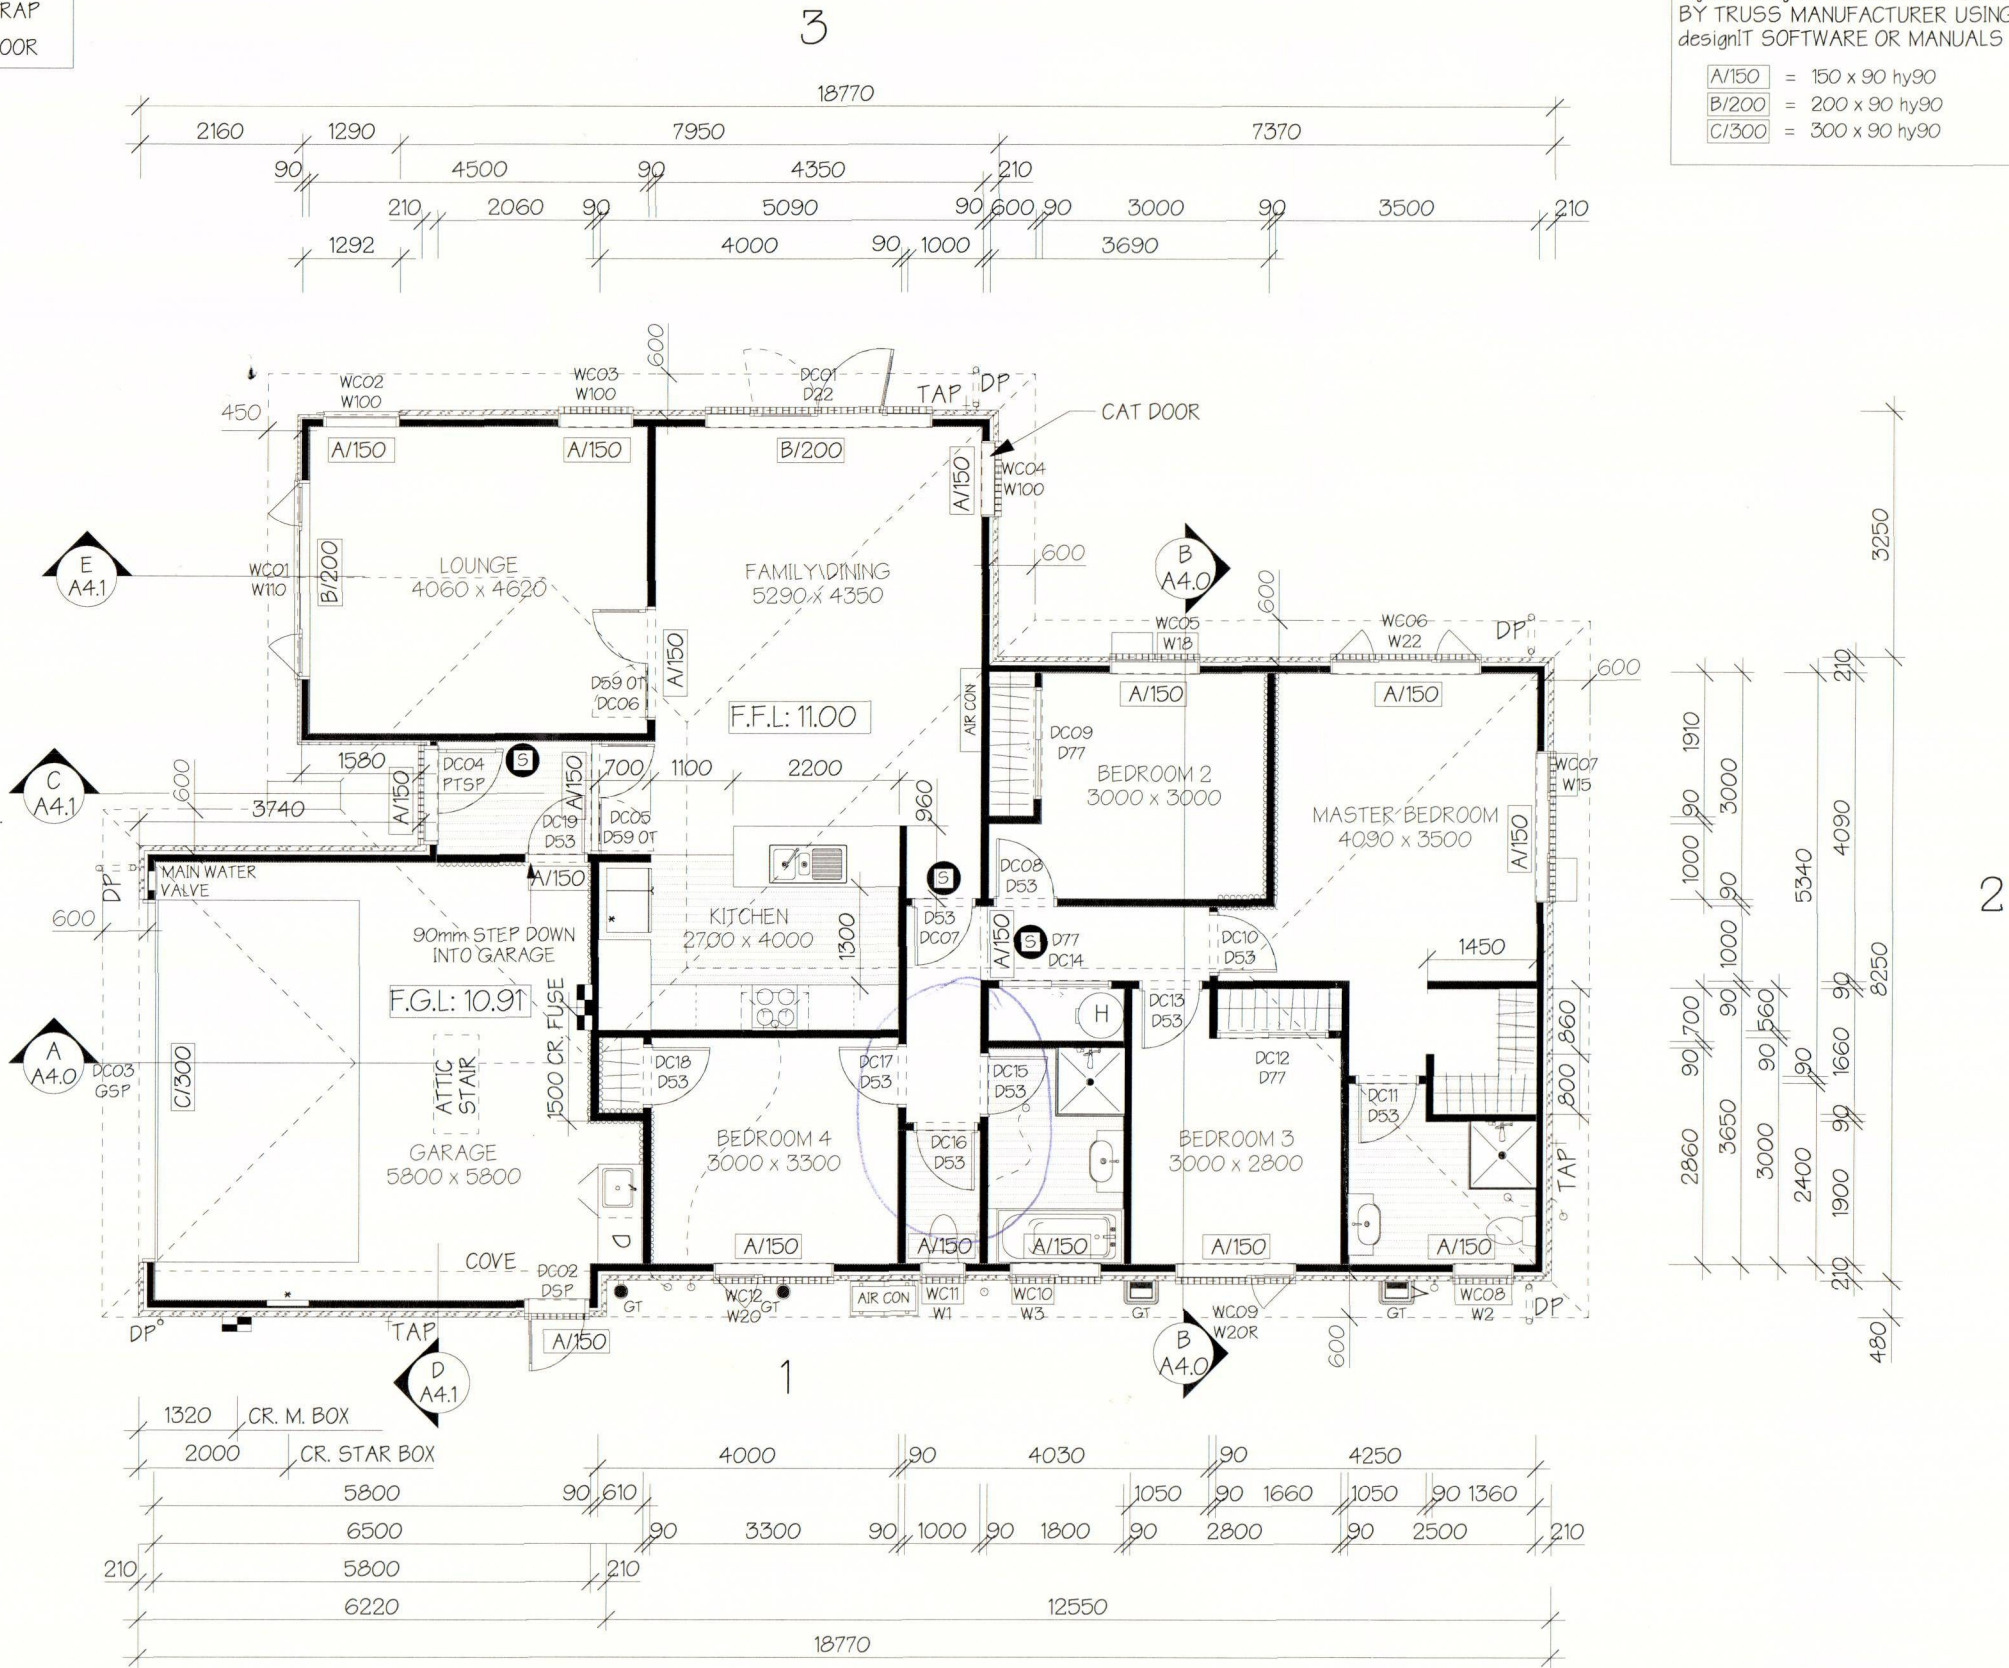 RAP
OOR
3
BY TRUSS MANUFACTURER USING
designIT SOFTWARE OR MANUALS
A/150 = 150 x 90 hy90
B/200 = 200 x 90 hy90
C/300 = 300 x 90 hy90
18770
2160 1290 7950 7370
90 4500 90 4350 210
210 2060 90 5090 90 600 90 3000 90 3500 210
1292 4000 90 1000 3690
600
WC02
W100
WC03
W100
DC01
D22
TAP
DP
CAT DOOR
450
A/150
A/150
B/200
A/150
WC04
W100
3250
E
A4.1
WC01
W110
B/200
LOUNGE
4060 x 4620
FAMILY\DINING
5290 x 4350
600
B
A4.0
600
WC05
W18
WC06
W22
DP
600
210
A/150
D59 OT
DC06
A/150
A/150
F.F.L: 11.00
AIR CON
DC09
D77
BEDROOM 2
3000 x 3000
MASTER BEDROOM
4090 x 3500
WC07
W15
A/150
1910
3000
4090
90
1000
90
5340
2
C
A4.1
600
1580
3740
A/150
DC04
PTSP
S
A/150
DC19
D53
700 1100 2200
DC05
D59 OT
960
DC08
D53
MAIN WATER
VALVE
DP
600
A/150
S
90mm STEP DOWN
INTO GARAGE
KITCHEN
2700 x 4000
1300
D53
DC07
A/150
S
D77
DC14
DC10
D53
1450
1000
8250
F.G.L: 10.91
1500 CR. FUSE
H
DC13
D53
DC12
D77
860
800
700
90
560
90
90
90
90
1660
90
A
A4.0
DC03
GSP
C/300
ATTIC
STAIR
DC18
D53
DC17
D53
DC15
D53
DC11
D53
GARAGE
5800 x 5800
BEDROOM 4
3000 x 3300
DC16
D53
BEDROOM 3
3000 x 2800
TAP
2860
3650
3000
2400
1900
210
COVE
DC02
DSP
A/150
A/150
A/150
A/150
A/150
A/150
GT
WC12
W20
GT
AIR CON
WC11
W1
WC10
W3
GT
WC09
W20R
GT
WC08
W2
DP
480
DP
TAP
D
A4.1
1
B
A4.0
600
1320 CR. M. BOX
2000 CR. STAR BOX
4000 90 4030 90 4250
5800 90 610 1050 90 1660 1050 90 1360
6500 90 3300 90 1000 90 1800 90 2800 90 2500 210
210 5800 210
6220 12550
18770